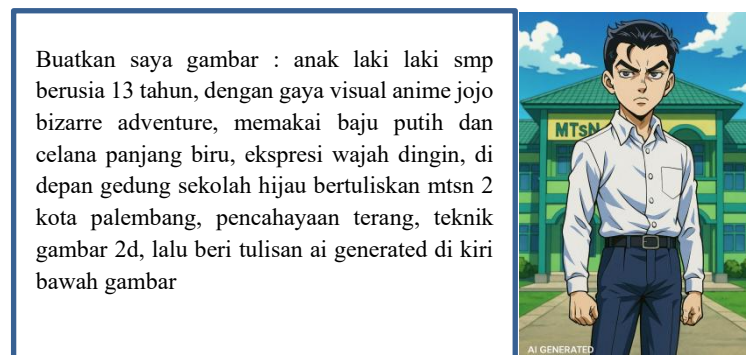 Buatkan saya gambar : anak laki laki smp
berusia 13 tahun, dengan gaya visual anime jojo
bizarre adventure, memakai baju putih dan
celana panjang biru, ekspresi wajah dingin, di
depan gedung sekolah hijau bertuliskan mtsn 2
kota palembang, pencahayaan terang, teknik
gambar 2d, lalu beri tulisan ai generated di kiri
bawah gambar
MTsN
AI GENERATED